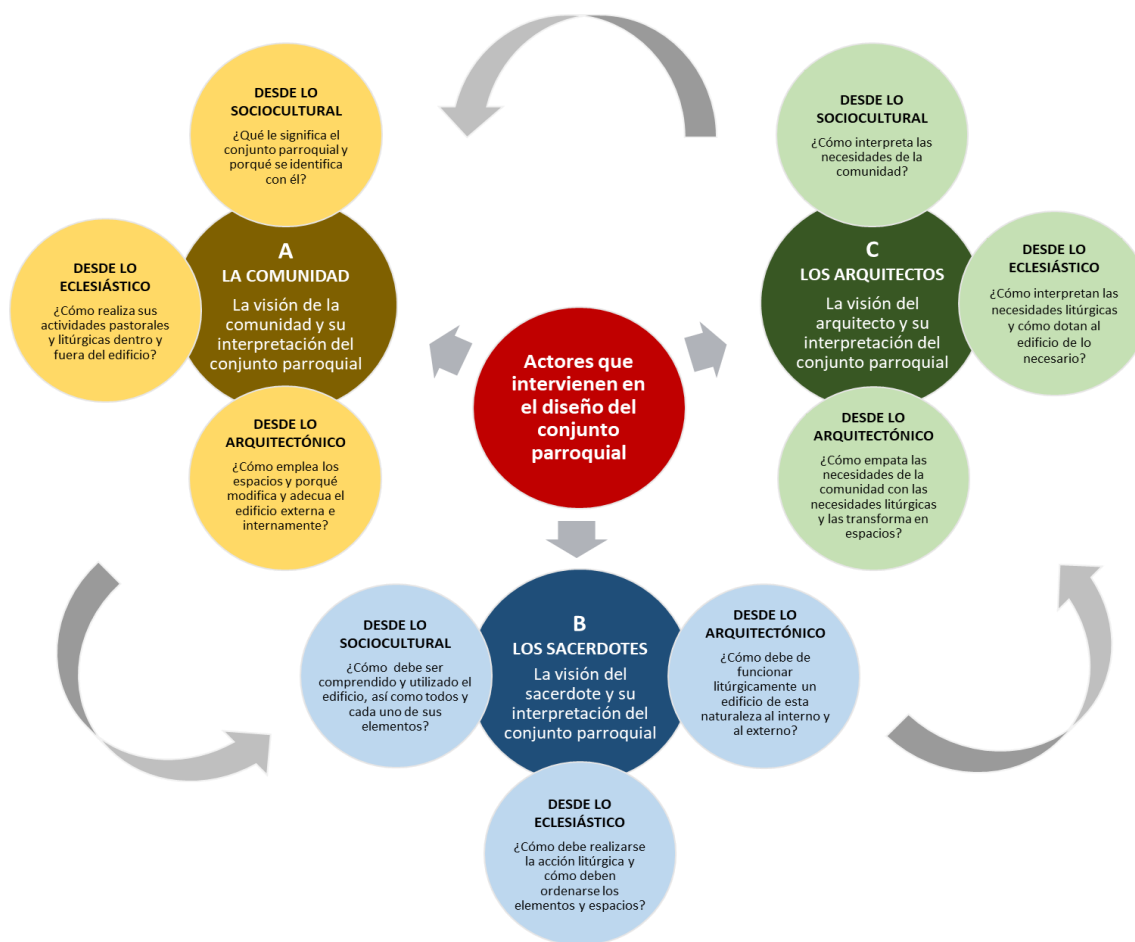 DESDE LO
SOCIOCULTURAL
¿Qué le significa el
conjunto parroquial y
porqué se identifica
con él?
DESDE LO
ECLESIÁSTICO
¿Cómo realiza sus
actividades pastorales
y litúrgicas dentro y
fuera del edificio?
A
LA COMUNIDAD
La visión de la
comunidad y su
interpretación del
conjunto parroquial
DESDE LO
ARQUITECTÓNICO
¿Cómo emplea los
espacios y porqué
modifica y adecua el
edificio externa e
internamente?
Actores que
intervienen en
el diseño del
conjunto
parroquial
DESDE LO
SOCIOCULTURAL
¿Cómo interpreta las
necesidades de la
comunidad?
C
LOS ARQUITECTOS
La visión del
arquitecto y su
interpretación del
conjunto parroquial
DESDE LO
ECLESIÁSTICO
¿Cómo interpretan las
necesidades litúrgicas
y cómo dotan al
edificio de lo
necesario?
DESDE LO
ARQUITECTÓNICO
¿Cómo empata las
necesidades de la
comunidad con las
necesidades litúrgicas
y las transforma en
espacios?
DESDE LO
SOCIOCULTURAL
¿Cómo debe ser
comprendido y utilizado el
edificio, así como todos y
cada uno de sus
elementos?
B
LOS SACERDOTES
La visión del
sacerdote y su
interpretación del
conjunto parroquial
DESDE LO
ARQUITECTÓNICO
¿Cómo debe de
funcionar
litúrgicamente un
edificio de esta
naturaleza al interno y
al externo?
DESDE LO
ECLESIÁSTICO
¿Cómo debe realizarse
la acción litúrgica y
cómo deben
ordenarse los
elementos y espacios?